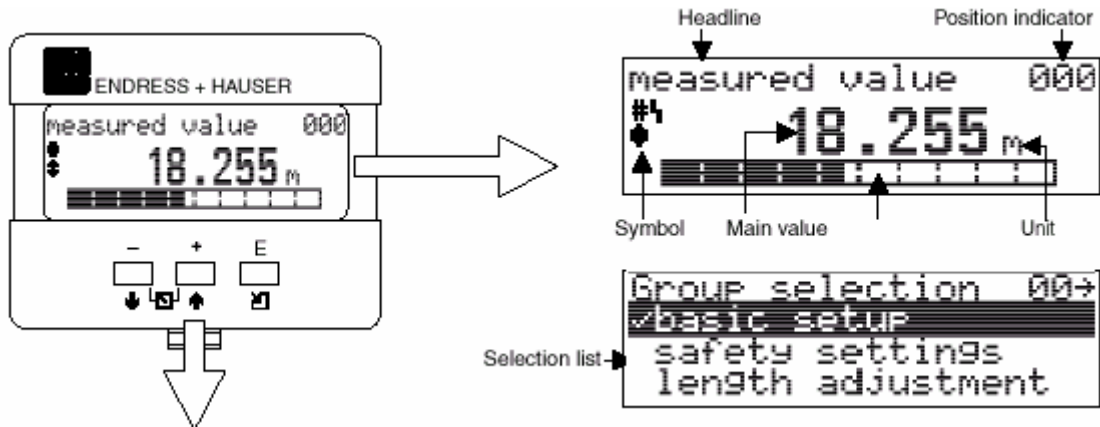 Headline Position indicator
ENDRESS + HAUSER
measured value 000
18.255 m
- + E
measured value 000
18.255 m
Symbol Main value Unit
Group selection 00→
✓basic setup
Selection list
safety settings
length adjustment